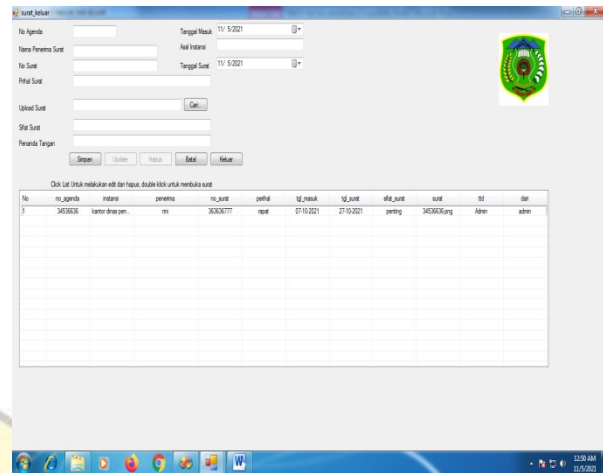 surat_keluar
No Agenda
Tanggal Masuk 11/ 5/2021
Nama Penerima Surat
Asal Instansi
No Surat
Tanggal Surat 11/ 5/2021
Prihal Surat
Upload Surat
Cari..
Sifat Surat
Penanda Tangan
Simpan Update Hapus Batal Keluar
Click List Untuk melakukan edit dan hapus, double klick untuk membuka surat
No no_agenda instansi penerima no_surat perihal tgl_masuk tgl_surat sifat_surat surat ttd dari
1 34536636 kantor dinas pen... rini 363636777 rapat 07-10-2021 27-10-2021 penting 34536636.png Admin admin
12:50 AM
11/5/2021